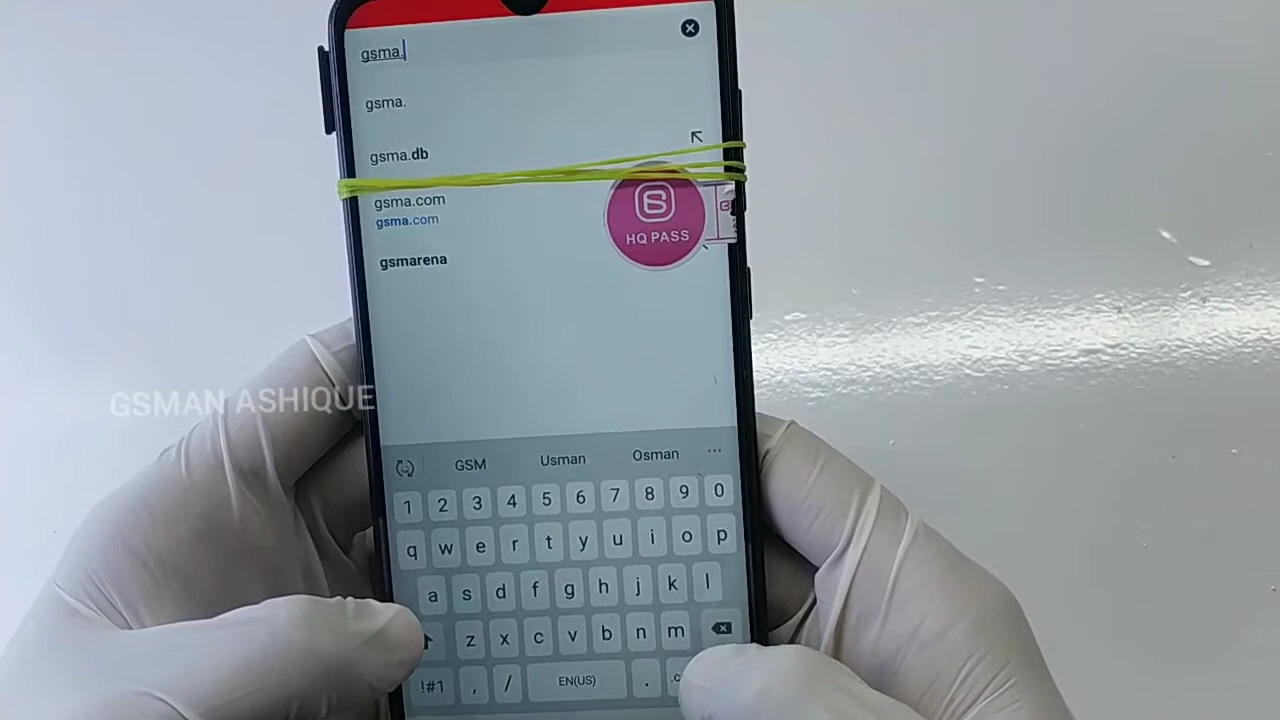 gsma.
gsma.
gsma.db
gsma.com
gsma.com
gsmarena
HQ PASS
GSMAN ASHIQUE
GSM Usman Osman ...
1 2 3 4 5 6 7 8 9 0
q w e r t y u i o p
a s d f g h j k l
z x c v b n m
!#1 , / EN(US) .